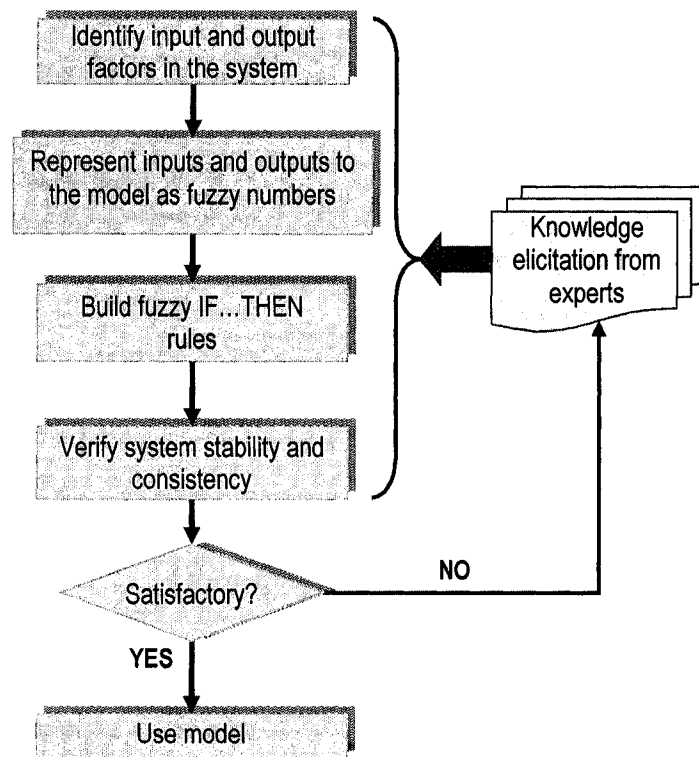 Identify input and output
factors in the system
Represent inputs and outputs to
the model as fuzzy numbers
Knowledge
elicitation from
experts
Build fuzzy IF...THEN
rules
Verify system stability and
consistency
Satisfactory?
NO
YES
Use model